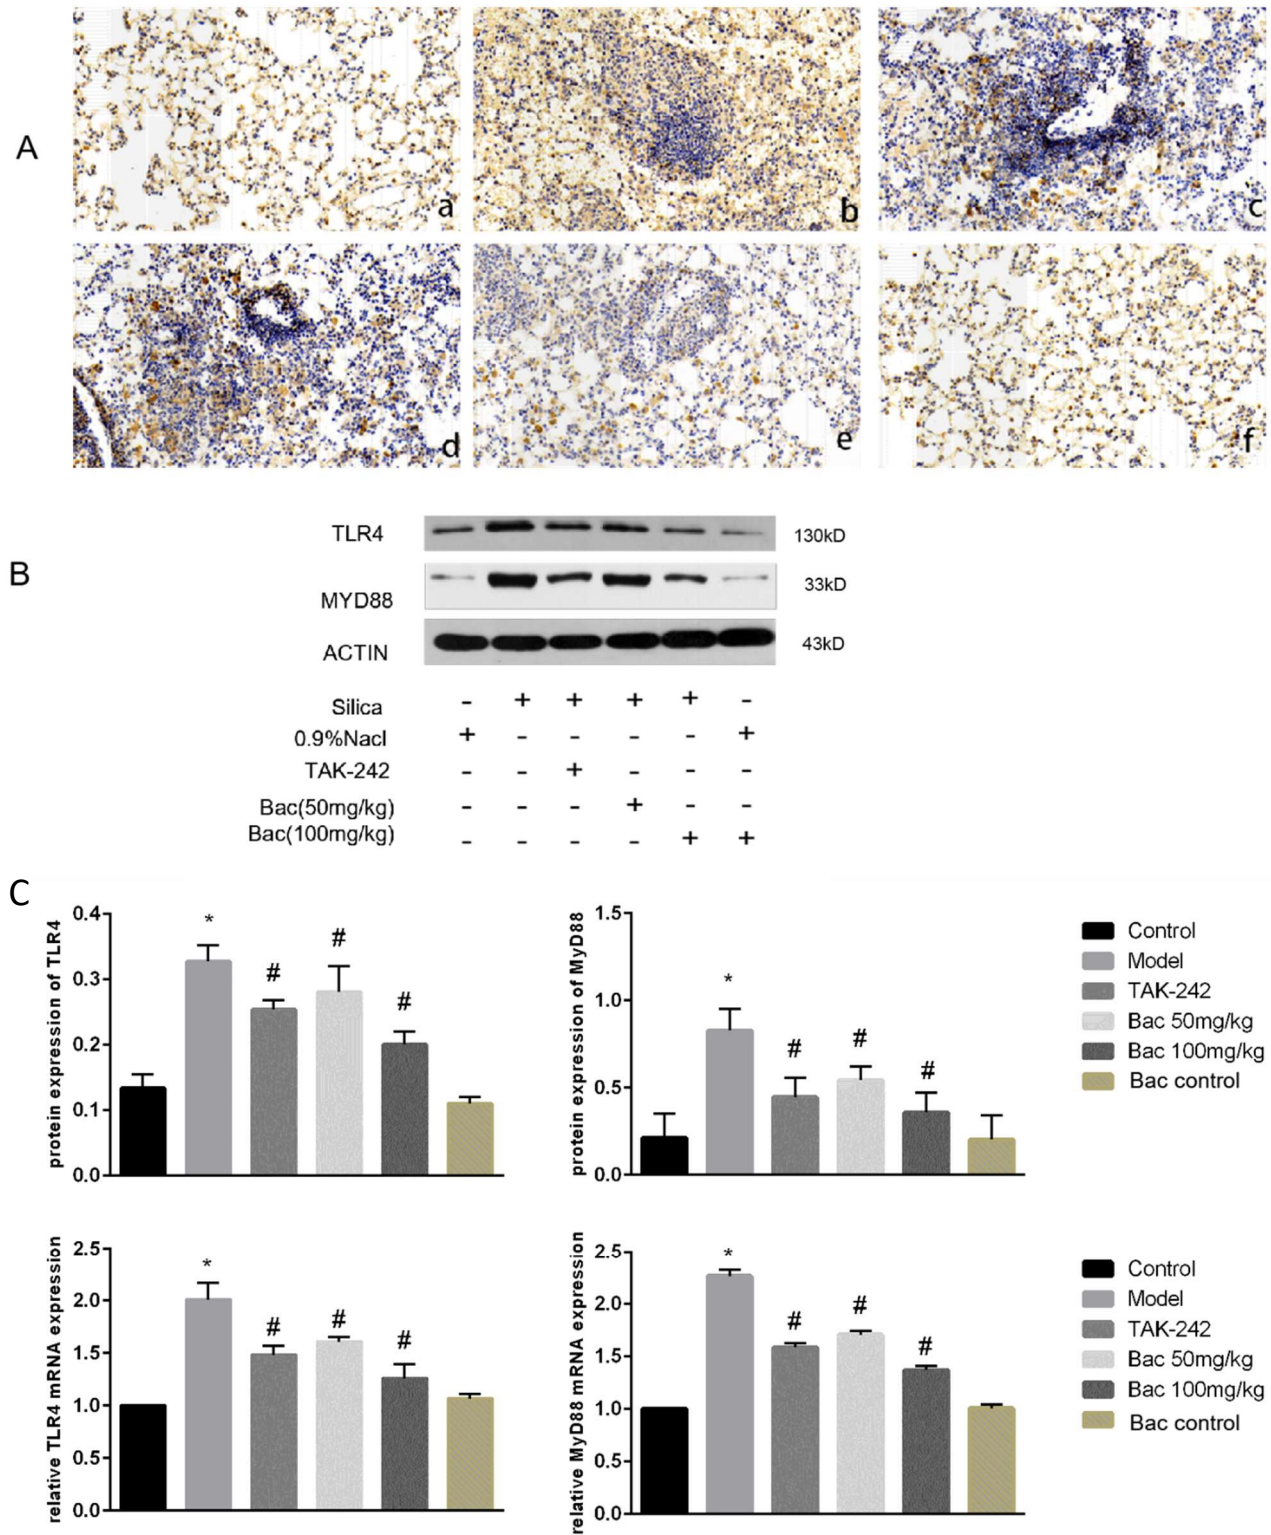 A
a
b
c
d
e
f
B
TLR4 130kD
MYD88 33kD
ACTIN 43kD
Silica - + + + + -
0.9%Nacl + - - - - +
TAK-242 - - + - - -
Bac(50mg/kg) - - - + - -
Bac(100mg/kg) - - - - + +
C
protein expression of TLR4
0.4
0.3
0.2
0.1
0.0
*
#
#
#
protein expression of MyD88
1.5
1.0
0.5
0.0
*
#
#
#
Control
Model
TAK-242
Bac 50mg/kg
Bac 100mg/kg
Bac control
relative TLR4 mRNA expression
2.5
2.0
1.5
1.0
0.5
0.0
*
#
#
#
relative MyD88 mRNA expression
2.5
2.0
1.5
1.0
0.5
0.0
*
#
#
#
Control
Model
TAK-242
Bac 50mg/kg
Bac 100mg/kg
Bac control